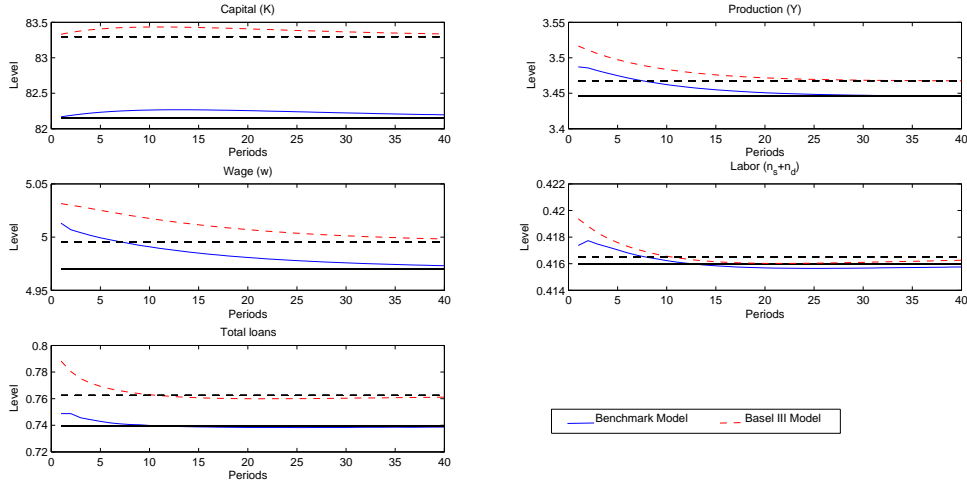 Capital (K)
83.5
83
82.5
82
Level
0 5 10 15 20 25 30 35 40
Periods
Production (Y)
3.55
3.5
3.45
3.4
Level
0 5 10 15 20 25 30 35 40
Periods
Wage (w)
5.05
5
4.95
Level
0 5 10 15 20 25 30 35 40
Periods
Labor (n_s+n_d)
0.422
0.42
0.418
0.416
0.414
Level
0 5 10 15 20 25 30 35 40
Periods
Total loans
0.8
0.78
0.76
0.74
0.72
Level
0 5 10 15 20 25 30 35 40
Periods
Benchmark Model
Basel III Model